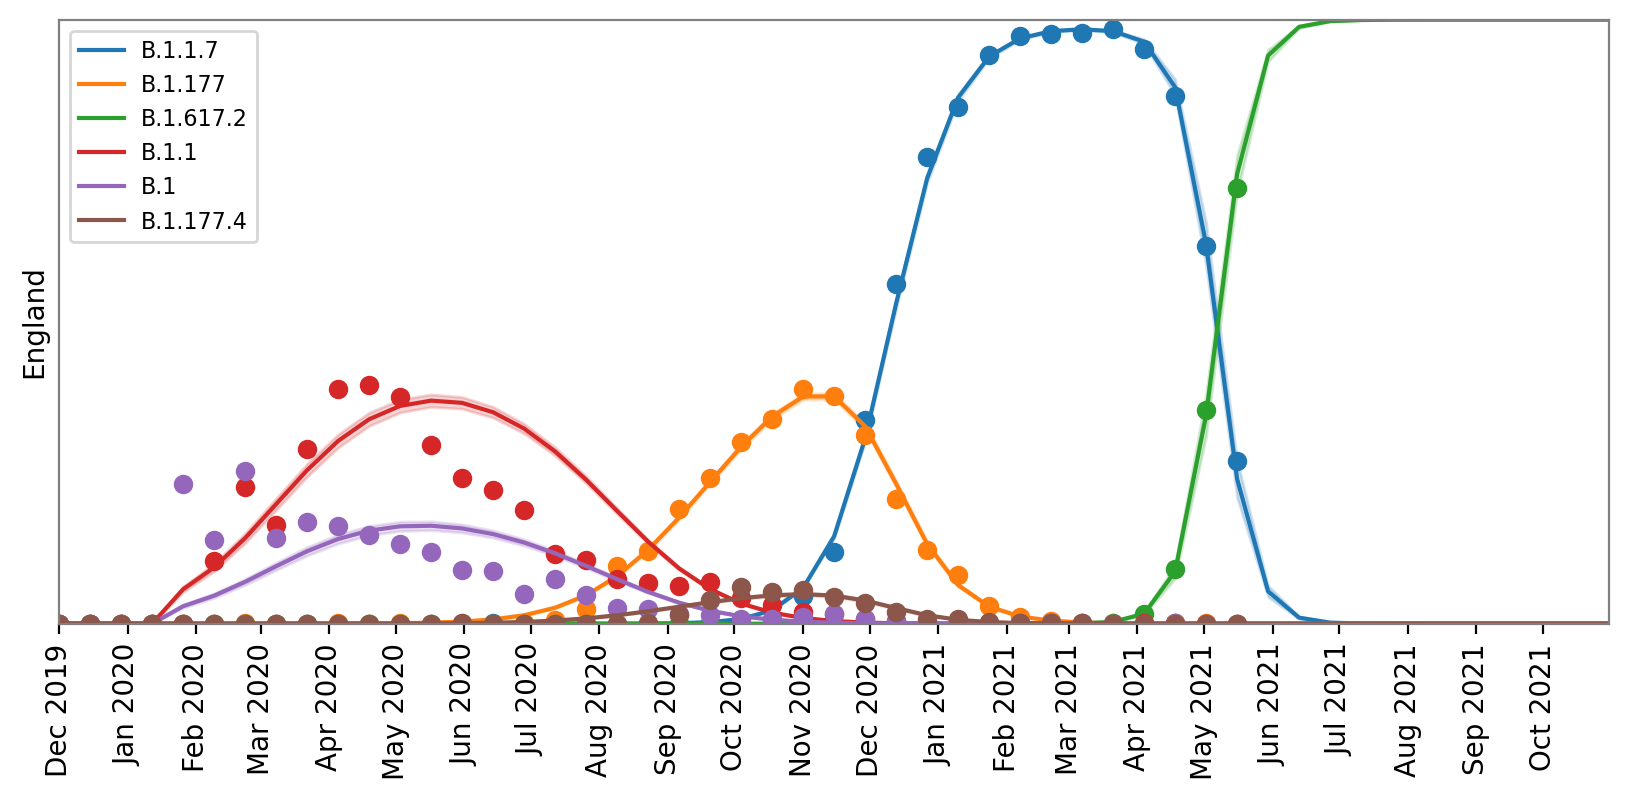 B.1.1.7
B.1.177
B.1.617.2
B.1.1
B.1
B.1.177.4
England
Dec 2019
Jan 2020
Feb 2020
Mar 2020
Apr 2020
May 2020
Jun 2020
Jul 2020
Aug 2020
Sep 2020
Oct 2020
Nov 2020
Dec 2020
Jan 2021
Feb 2021
Mar 2021
Apr 2021
May 2021
Jun 2021
Jul 2021
Aug 2021
Sep 2021
Oct 2021